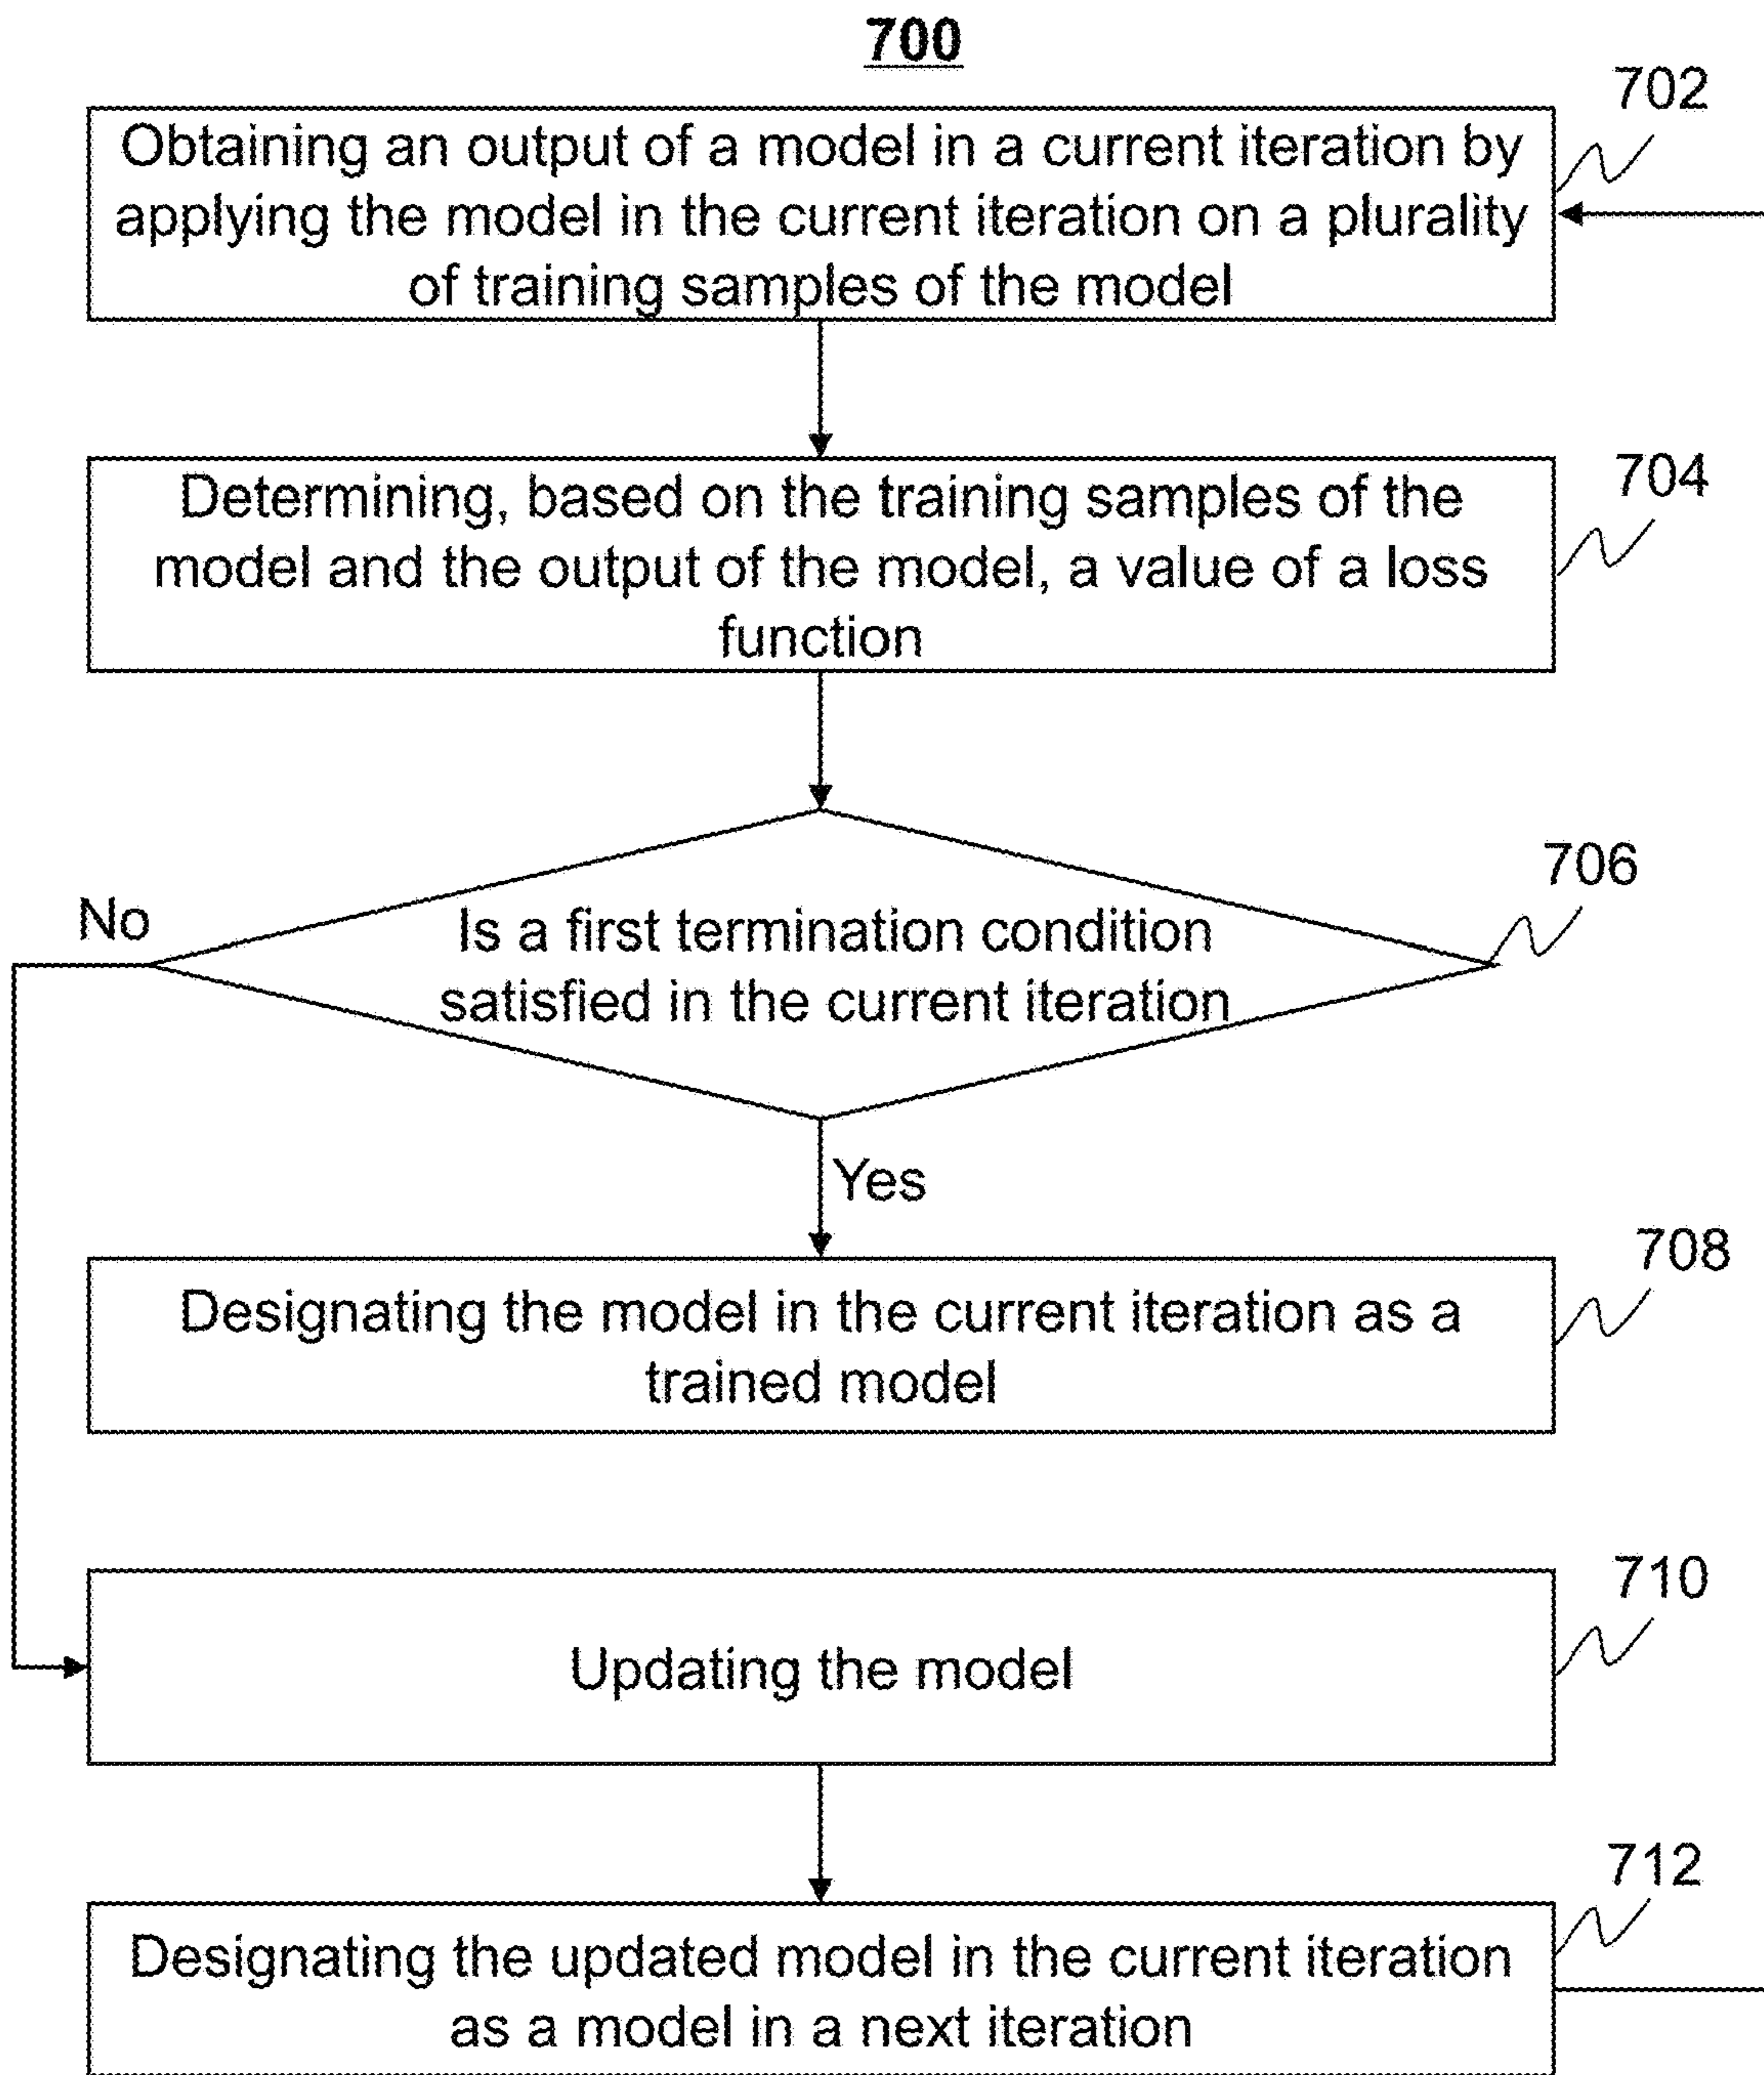 700
702
Obtaining an output of a model in a current iteration by
applying the model in the current iteration on a plurality
of training samples of the model
704
Determining, based on the training samples of the
model and the output of the model, a value of a loss
function
706
No
Is a first termination condition
satisfied in the current iteration
Yes
708
Designating the model in the current iteration as a
trained model
710
Updating the model
712
Designating the updated model in the current iteration
as a model in a next iteration